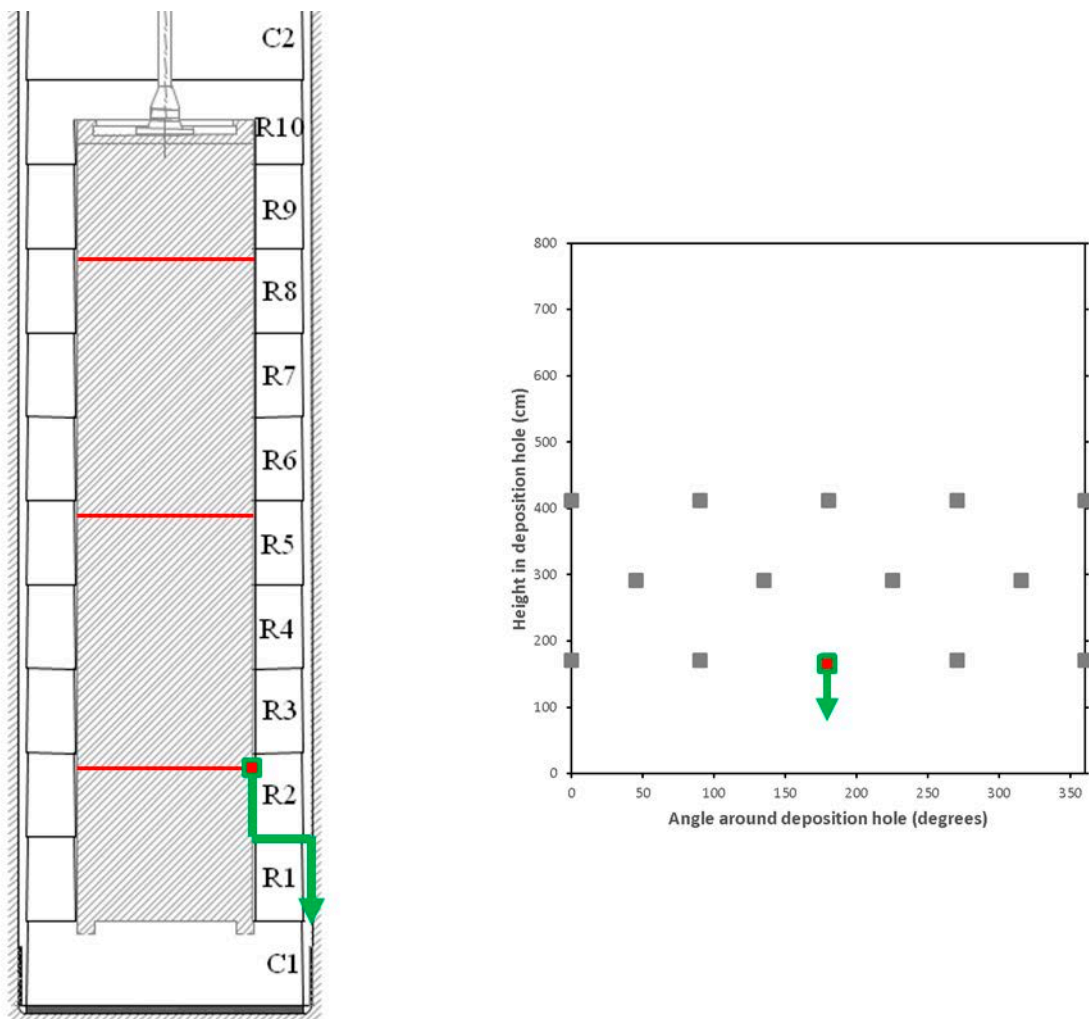 C2
R10
R9
R8
R7
R6
R5
R4
R3
R2
R1
C1
Height in deposition hole (cm)
800
700
600
500
400
300
200
100
0
0 50 100 150 200 250 300 350
Angle around deposition hole (degrees)